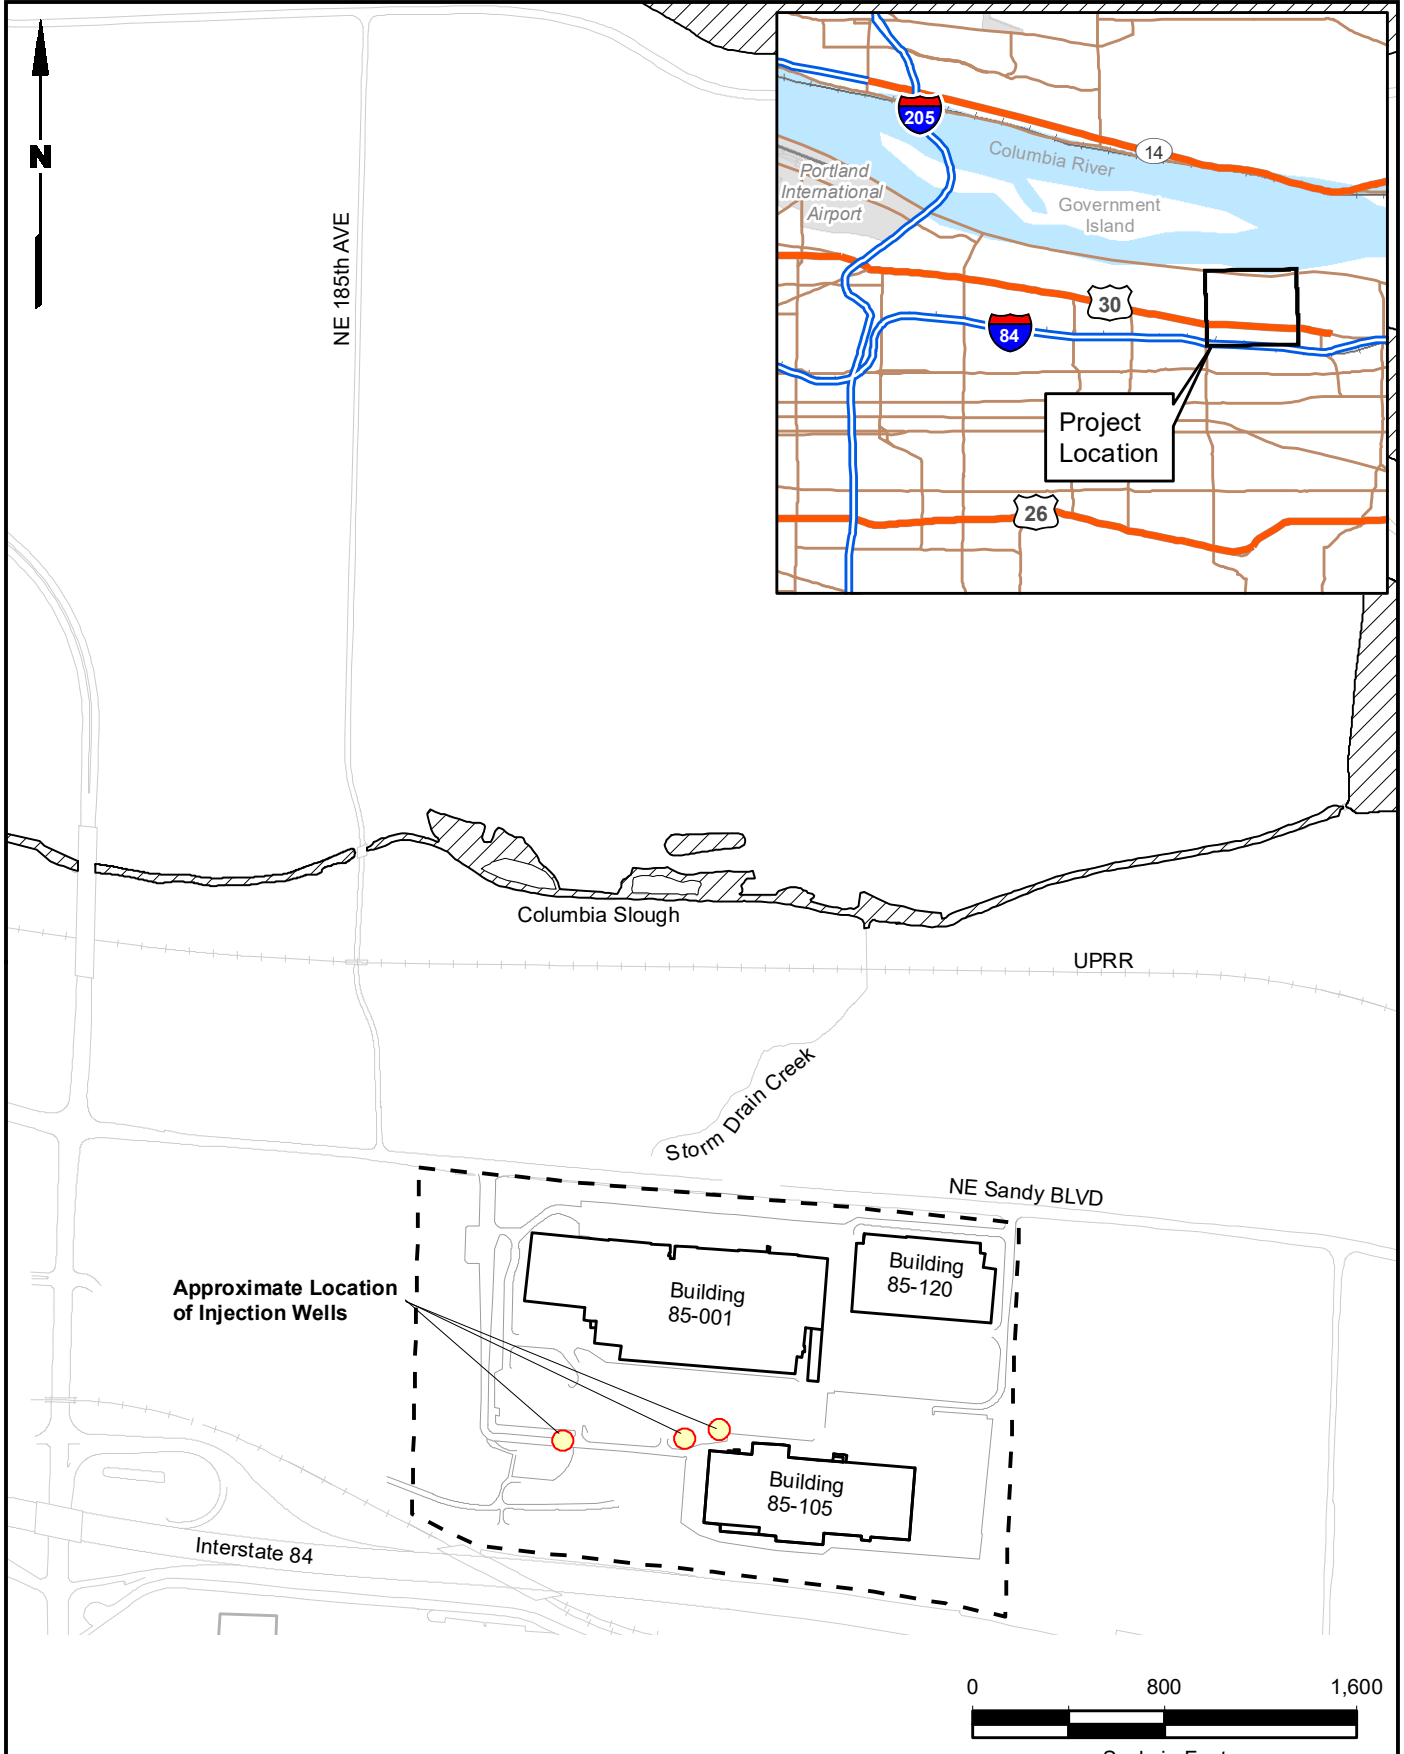 N
NE 185th AVE
205
14
Columbia River
Portland
International
Airport
Government
Island
30
84
Project
Location
26
Columbia Slough
UPRR
Storm Drain Creek
NE Sandy BLVD
Approximate Location
of Injection Wells
Building
85-001
Building
85-120
Building
85-105
Interstate 84
0 800 1,600